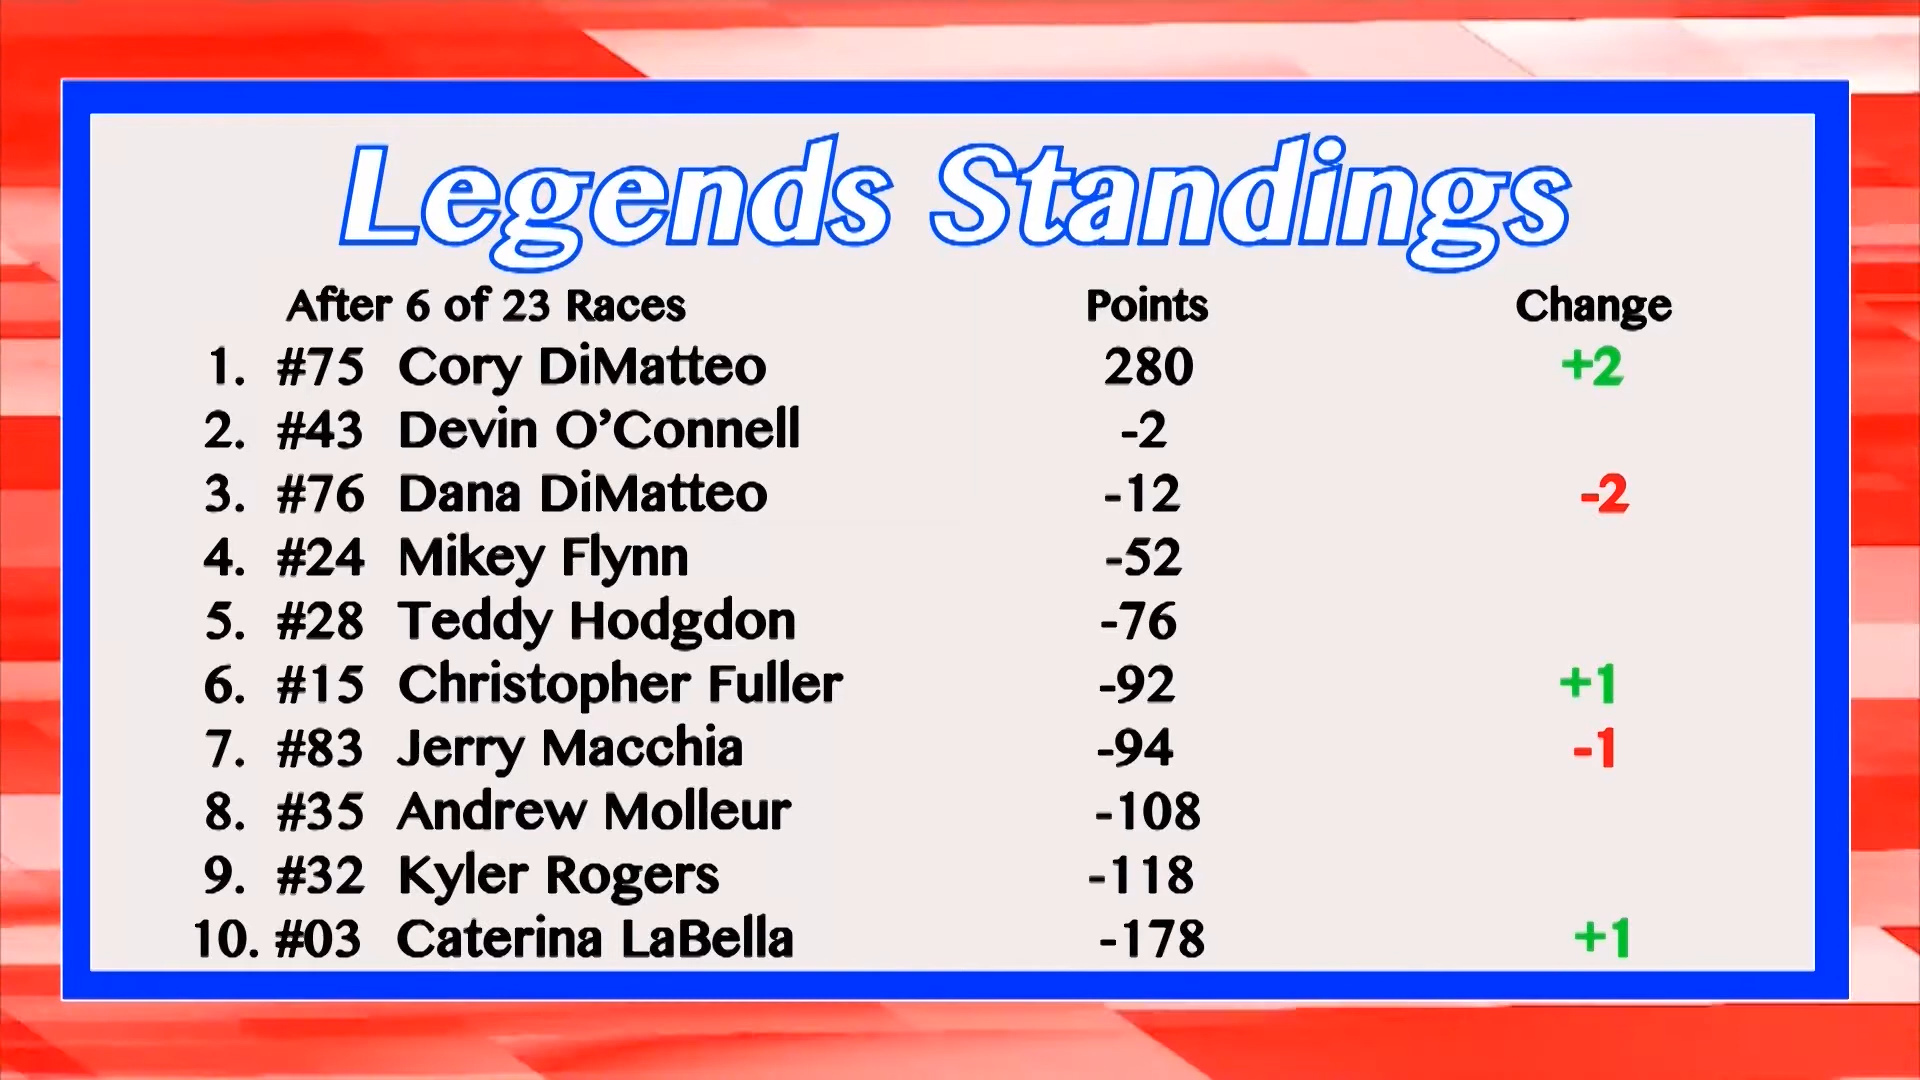 Legends Standings
After 6 of 23 Races Points Change
1. #75 Cory DiMatteo 280 +2
2. #43 Devin O’Connell -2
3. #76 Dana DiMatteo -12 -2
4. #24 Mikey Flynn -52
5. #28 Teddy Hodgdon -76
6. #15 Christopher Fuller -92 +1
7. #83 Jerry Macchia -94 -1
8. #35 Andrew Molleur -108
9. #32 Kyler Rogers -118
10. #03 Caterina LaBella -178 +1